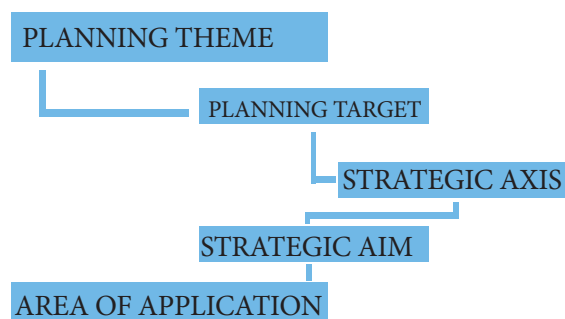 PLANNING THEME
PLANNING TARGET
STRATEGIC AXIS
STRATEGIC AIM
AREA OF APPLICATION